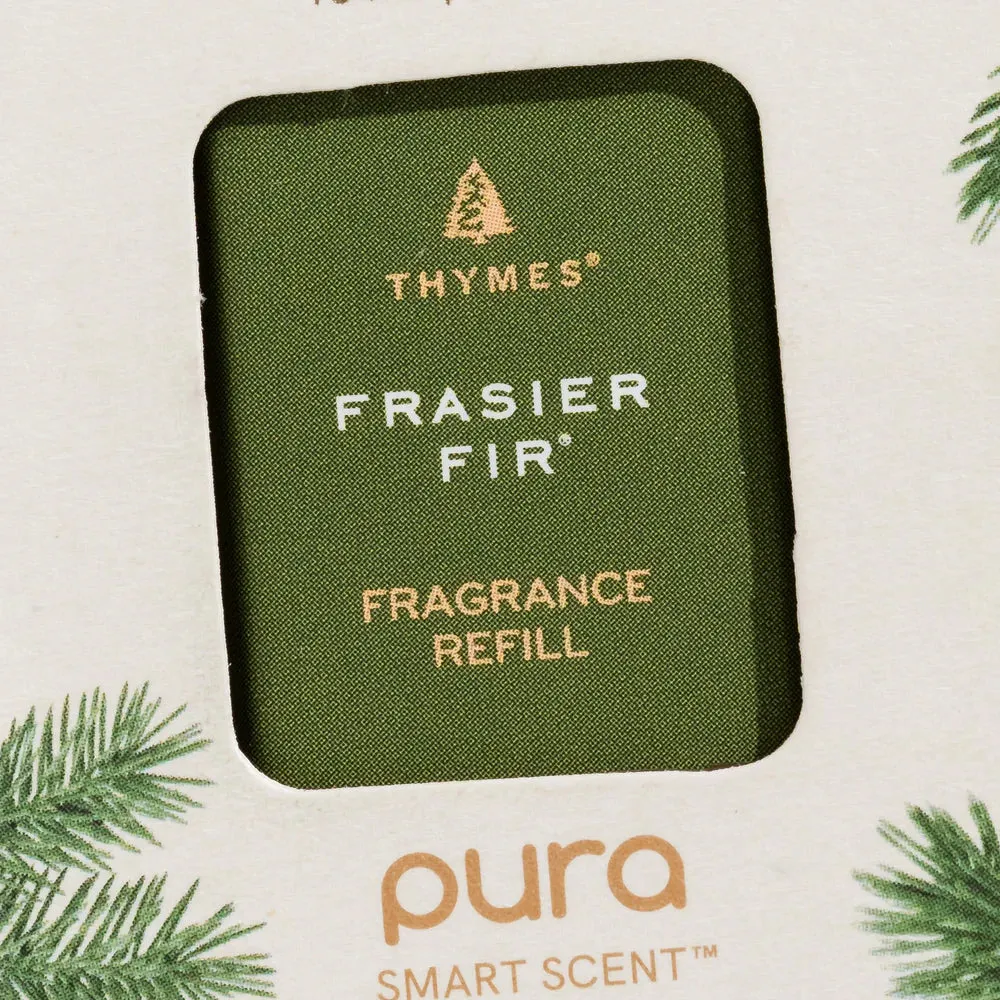 THYMES®
FRASIER
FIR®
FRAGRANCE
REFILL
pura
SMART SCENT™